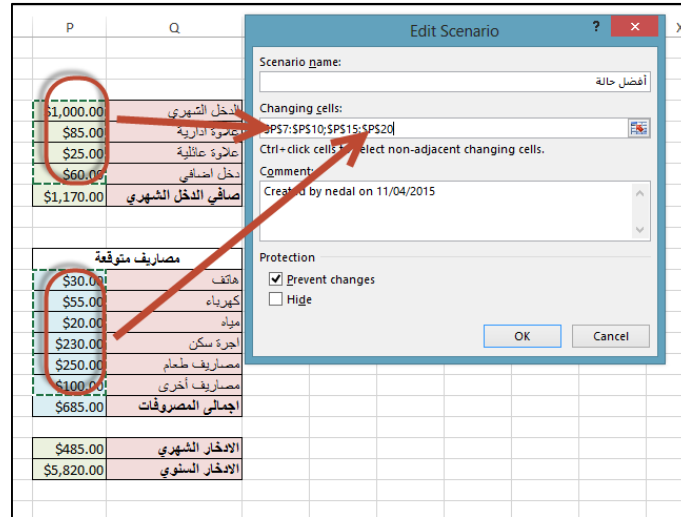 P Q X
Edit Scenario ? ×
Scenario name:
أفضل حالة
Changing cells:
$P$7:$P$10;$P$15:$P$20
Ctrl+click cells to select non-adjacent changing cells.
Comment:
Created by nedal on 11/04/2015
Protection
Prevent changes
Hide
OK Cancel
$1,000.00 الدخل الشهري
$85.00 علاوة ادارية
$25.00 علاوة عائلية
$60.00 دخل اضافي
$1,170.00 صافي الدخل الشهري
مصاريف متوقعة
$30.00 هاتف
$55.00 كهرباء
$20.00 مياه
$230.00 اجرة سكن
$250.00 مصاريف طعام
$100.00 مصاريف أخرى
$685.00 اجمالي المصروفات
$485.00 الادخار الشهري
$5,820.00 الادخار السنوي